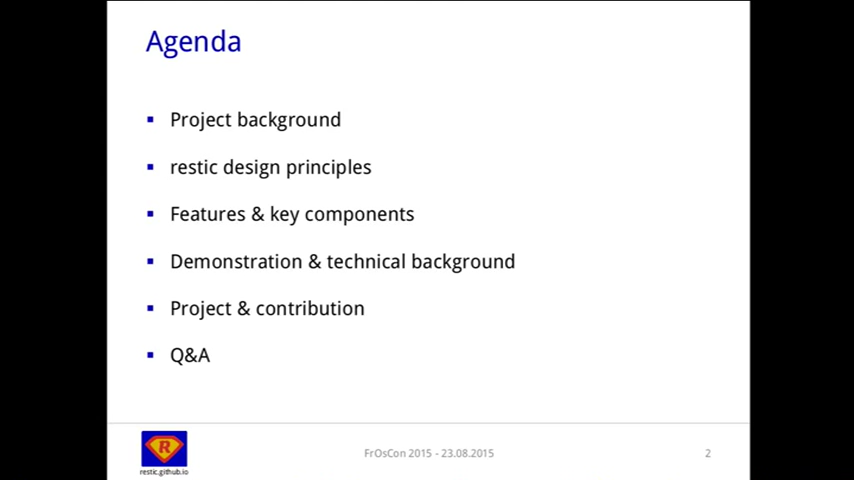 Agenda
Project background
restic design principles
Features & key components
Demonstration & technical background
Project & contribution
Q&A
R
restic.github.io
FrOsCon 2015 - 23.08.2015
2